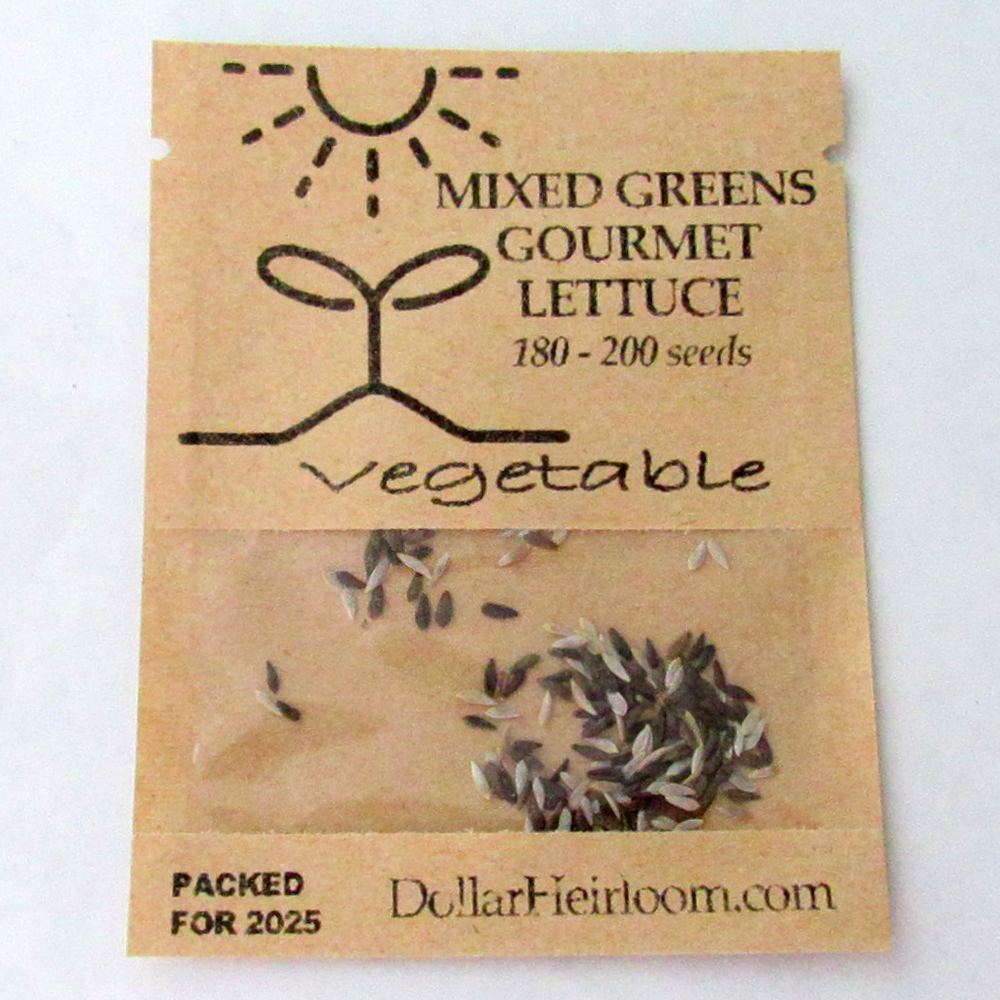 MIXED GREENS
GOURMET
LETTUCE
180 - 200 seeds
vegetable
PACKED
FOR 2025
DollarHeirloom.com